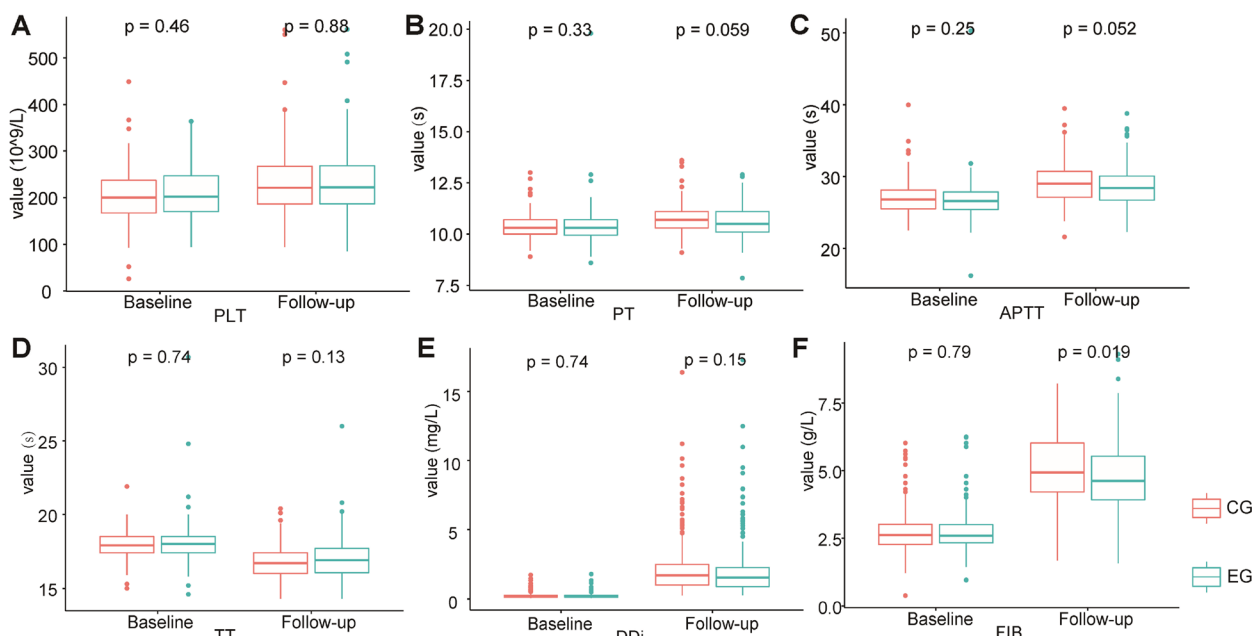 A
p = 0.46
p = 0.88
value (10^9/L)
500
400
300
200
100
0
Baseline
Follow-up
PLT
B
p = 0.33
p = 0.059
value (s)
20.0
17.5
15.0
12.5
10.0
7.5
Baseline
Follow-up
PT
C
p = 0.25
p = 0.052
value (s)
50
40
30
20
Baseline
Follow-up
APTT
D
p = 0.74
p = 0.13
value (s)
30
25
20
15
Baseline
Follow-up
TT
E
p = 0.74
p = 0.15
value (mg/L)
15
10
5
0
Baseline
Follow-up
DDi
F
p = 0.79
p = 0.019
value (g/L)
7.5
5.0
2.5
0.0
Baseline
Follow-up
FIB
CG
EG